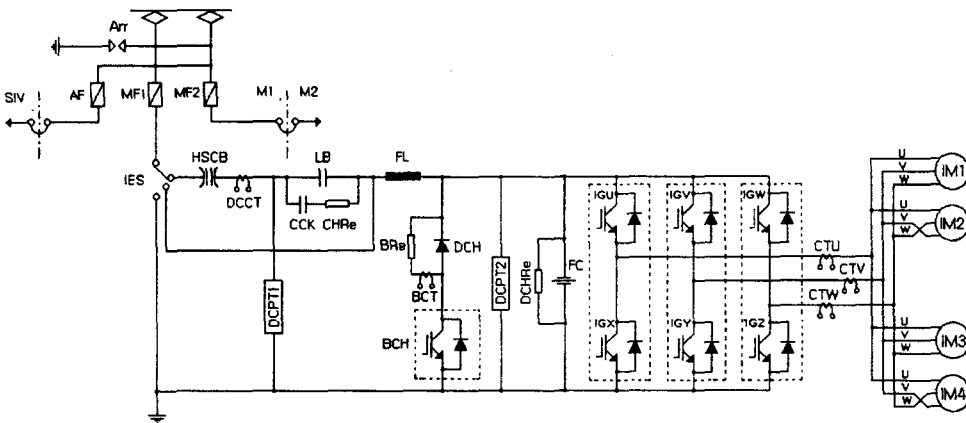 Arr
SIV
AF
MF1
MF2
M1
M2
IES
HSCB
DCCT
LB
CCK
CHRe
FL
BRe
DCH
BCT
BCH
DCPT1
DCPT2
DCHRe
FC
IGU
IGV
IGW
IGX
IGY
IGZ
CTU
CTV
CTW
U
V
W
IM1
U
V
W
IM2
U
V
W
IM3
U
V
W
IM4